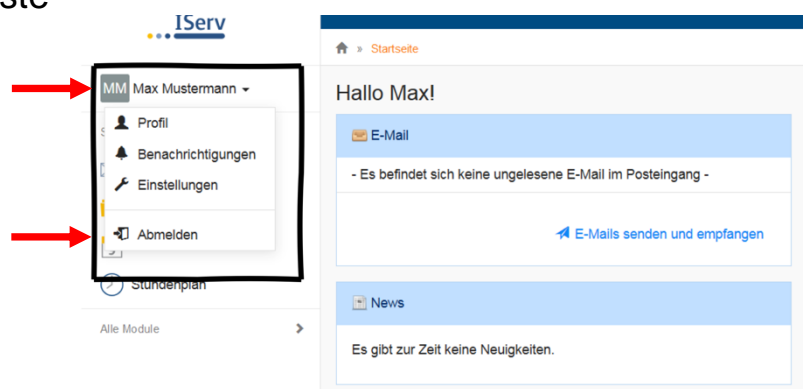 IServ
» Startseite
MM Max Mustermann
Profil
Benachrichtigungen
Einstellungen
Abmelden
Stundenplan
Alle Module
Hallo Max!
E-Mail
- Es befindet sich keine ungelesene E-Mail im Posteingang -
E-Mails senden und empfangen
News
Es gibt zur Zeit keine Neuigkeiten.